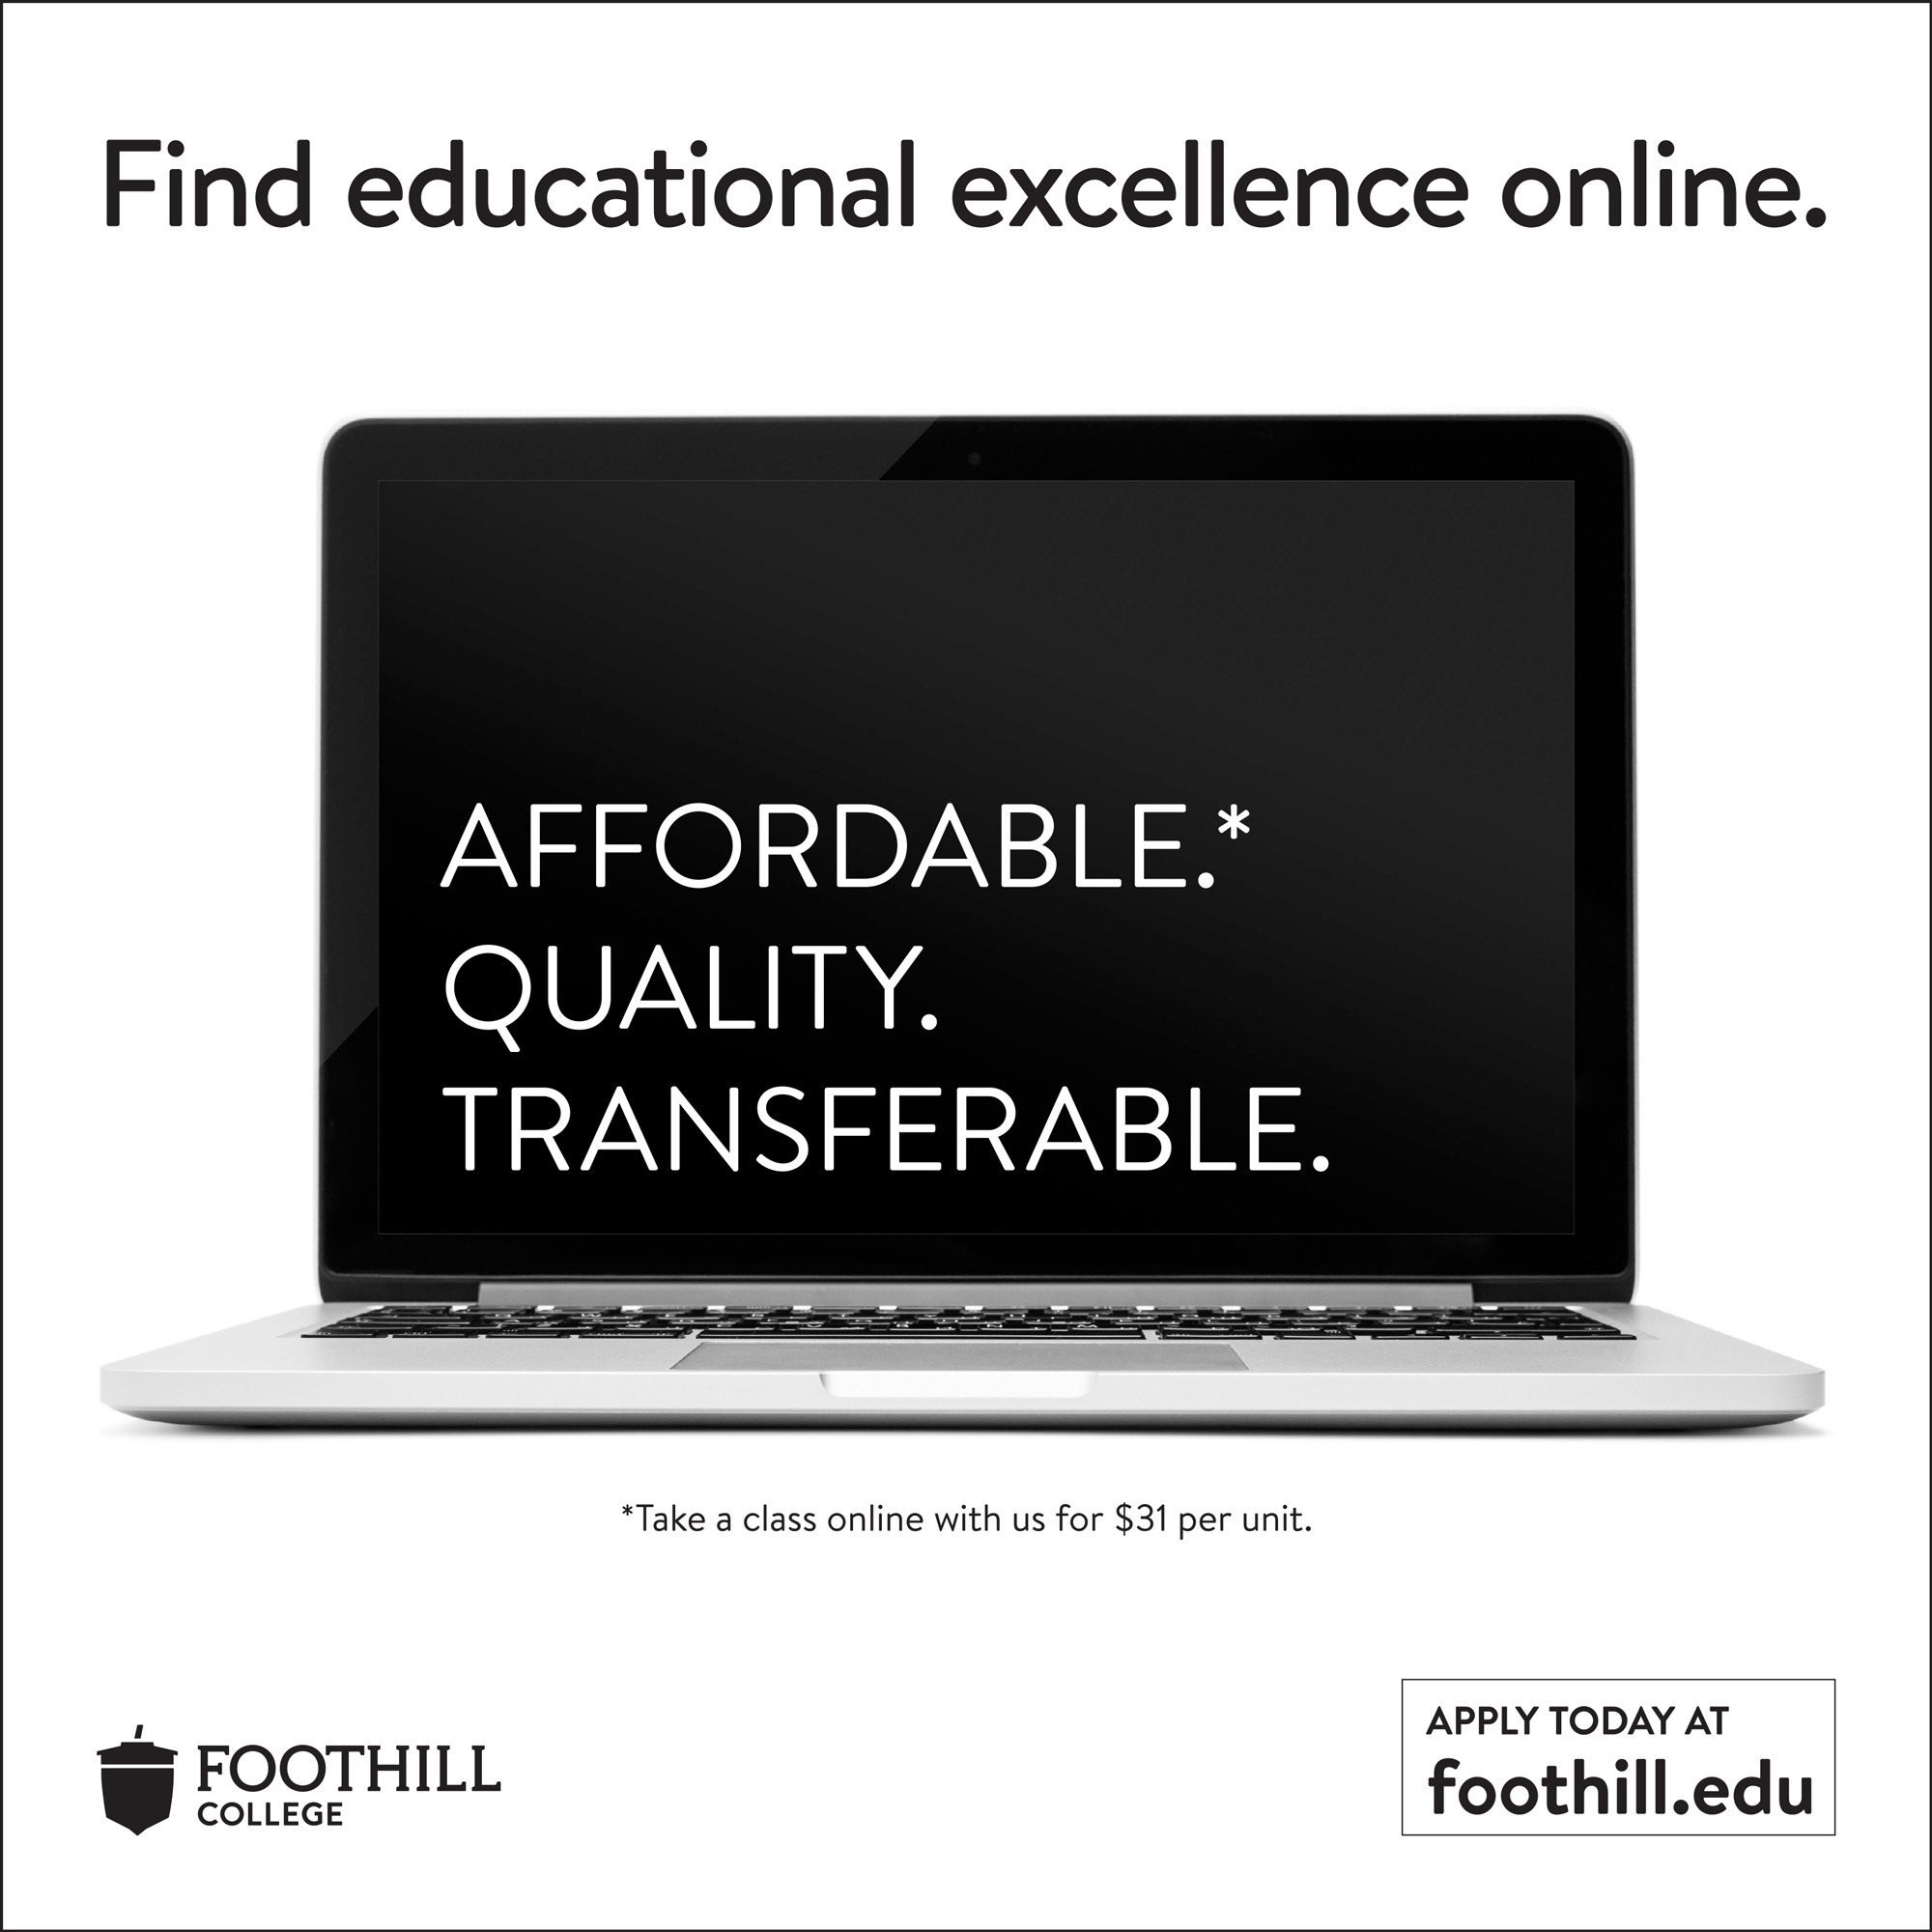 Find educational excellence online.
AFFORDABLE.*
QUALITY.
TRANSFERABLE.
*Take a class online with us for $31 per unit.
FOOTHILL
COLLEGE
APPLY TODAY AT
foothill.edu